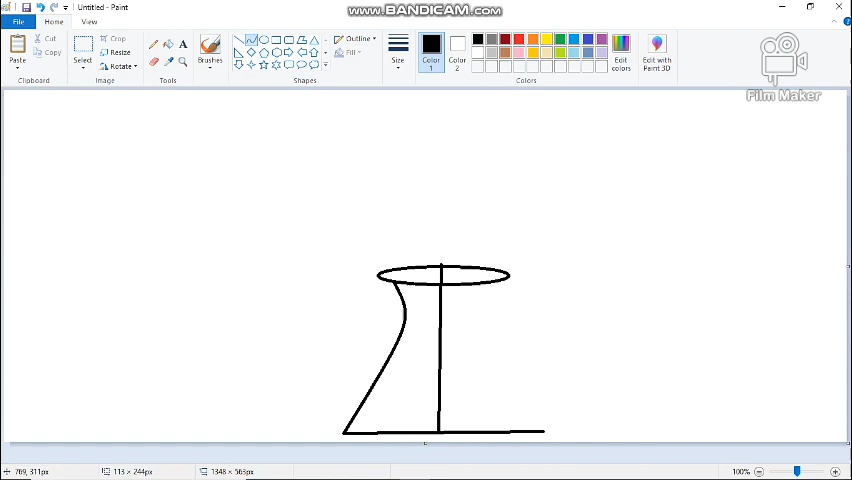 Untitled - Paint
www.BANDICAM.com
File
Home
View
Paste
Cut
Copy
Clipboard
Select
Crop
Resize
Rotate
Image
A
Tools
Brushes
Outline
Fill
Shapes
Size
Color 1
Color 2
Edit colors
Edit with Paint 3D
Colors
Film Maker
769, 311px
113 × 244px
1348 × 563px
100%